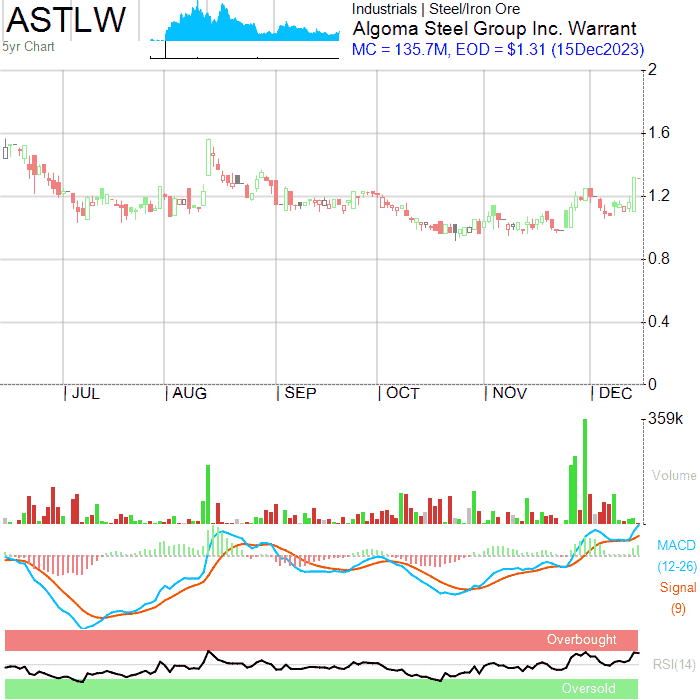 ASTLW
5yr Chart
Industrials | Steel/Iron Ore
Algoma Steel Group Inc. Warrant
MC = 135.7M, EOD = $1.31 (15Dec2023)
2
1.6
1.2
0.8
0.4
0
JUL AUG SEP OCT NOV DEC
359k
Volume
MACD
(12-26)
Signal
(9)
Overbought
RSI(14)
Oversold